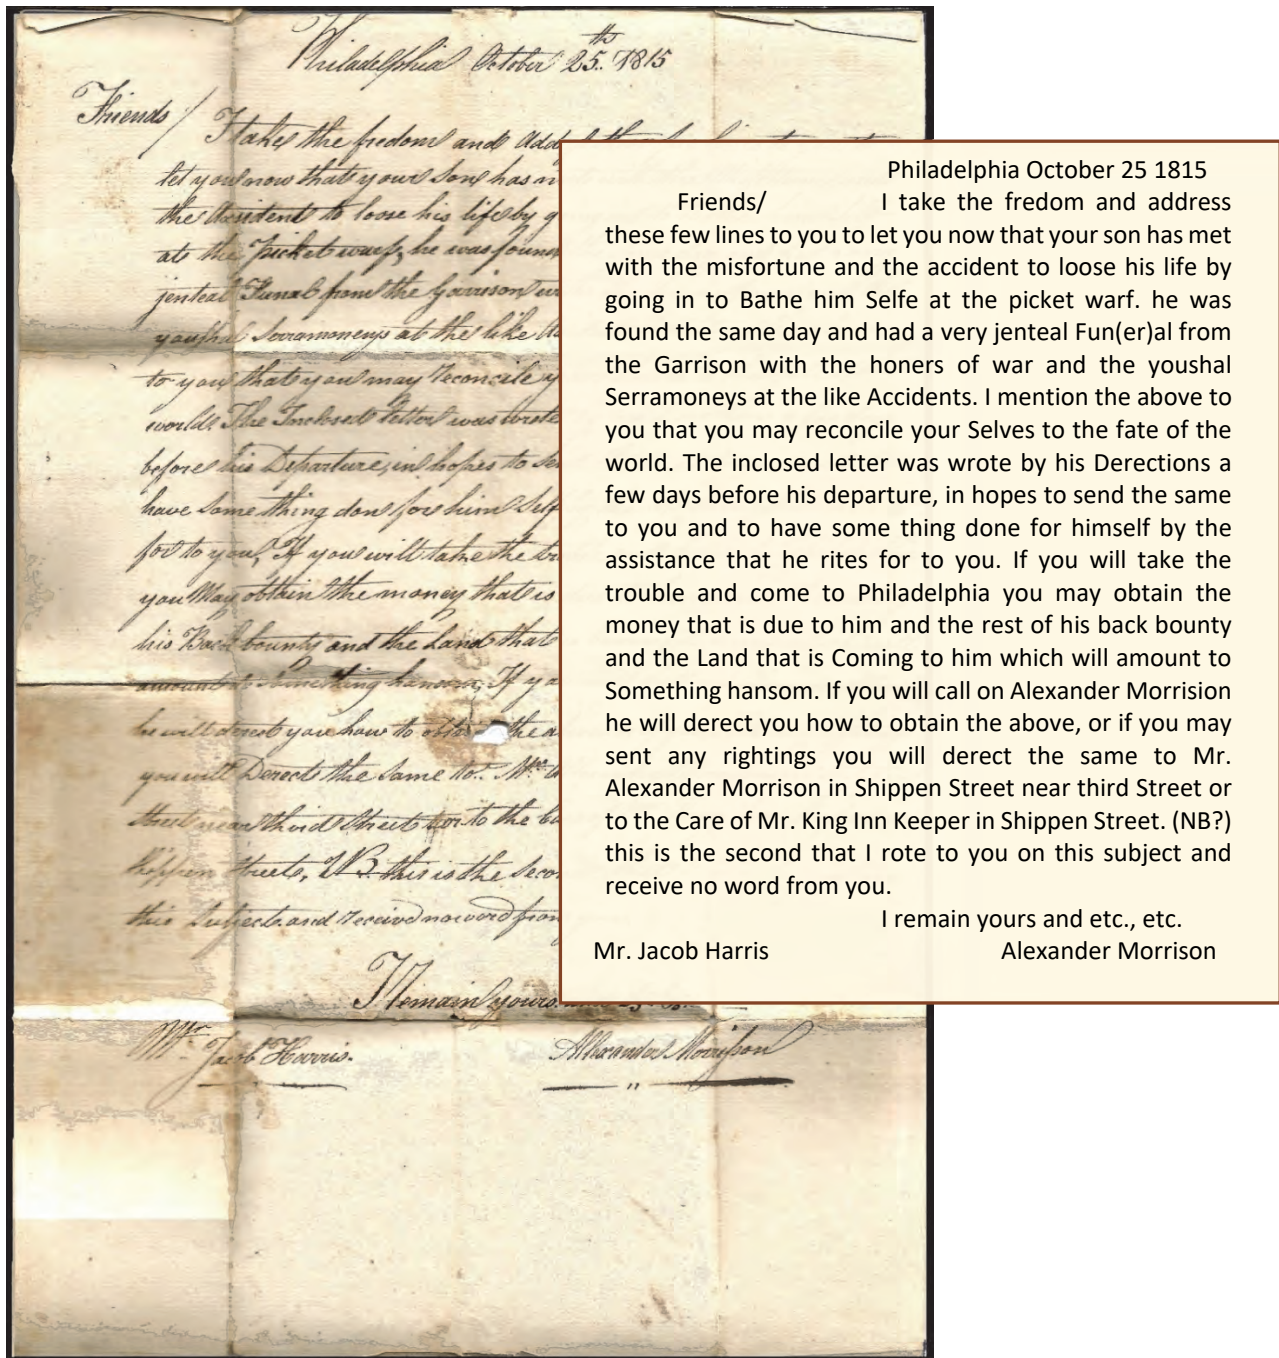 Philadelphia October 25.th 1815
Friends/
I take the fredom and Add
let you now that your Son has m
the Accident to loose his life by g
at the Picket warf, he was foun
jenteal Funal from the Garrison w
youshal Serramoneys at the like A
to you that you may reconcile y
world. The Inclosed letter was wrote
before his Departure, in hopes to se
have Some thing don for him Self
for to you, If you will take the tr
you May obtain the money that is
his Back bounty and the Land that
amount to Something hansom, If yo
he will derect you how to obtain the a
you will Derect the Same to. Mr. A
Street near third Street or to the Ca
Shippen Street, NB. this is the Seco
this Subject and Receive no word from
I Remain yours
Mr. Jacob Harris.
Alexander Morrisson
Philadelphia October 25 1815
Friends/ I take the fredom and address
these few lines to you to let you now that your son has met
with the misfortune and the accident to loose his life by
going in to Bathe him Selfe at the picket warf. he was
found the same day and had a very jenteal Fun(er)al from
the Garrison with the honers of war and the youshal
Serramoneys at the like Accidents. I mention the above to
you that you may reconcile your Selves to the fate of the
world. The inclosed letter was wrote by his Derections a
few days before his departure, in hopes to send the same
to you and to have some thing done for himself by the
assistance that he rites for to you. If you will take the
trouble and come to Philadelphia you may obtain the
money that is due to him and the rest of his back bounty
and the Land that is Coming to him which will amount to
Something hansom. If you will call on Alexander Morrision
he will derect you how to obtain the above, or if you may
sent any rightings you will derect the same to Mr.
Alexander Morrison in Shippen Street near third Street or
to the Care of Mr. King Inn Keeper in Shippen Street. (NB?)
this is the second that I rote to you on this subject and
receive no word from you.
I remain yours and etc., etc.
Mr. Jacob Harris Alexander Morrison